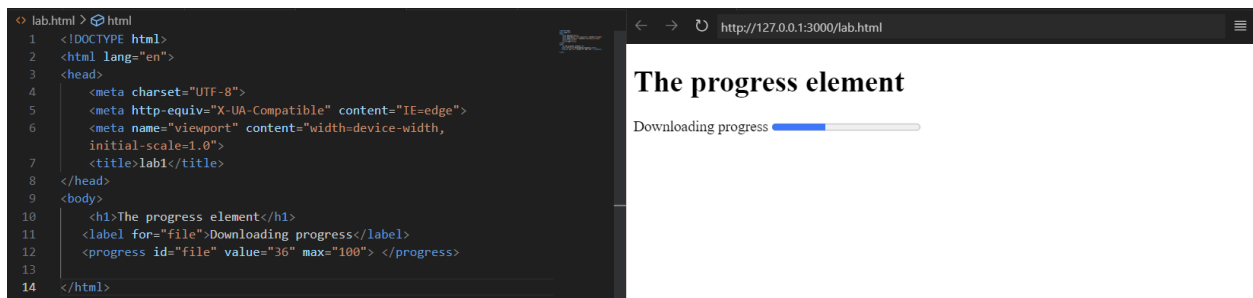 lab.html > html
1 <!DOCTYPE html>
2 <html lang="en">
3 <head>
4 <meta charset="UTF-8">
5 <meta http-equiv="X-UA-Compatible" content="IE=edge">
6 <meta name="viewport" content="width=device-width,
initial-scale=1.0">
7 <title>lab1</title>
8 </head>
9 <body>
10 <h1>The progress element</h1>
11 <label for="file">Downloading progress</label>
12 <progress id="file" value="36" max="100"> </progress>
13
14 </html>
http://127.0.0.1:3000/lab.html
The progress element
Downloading progress